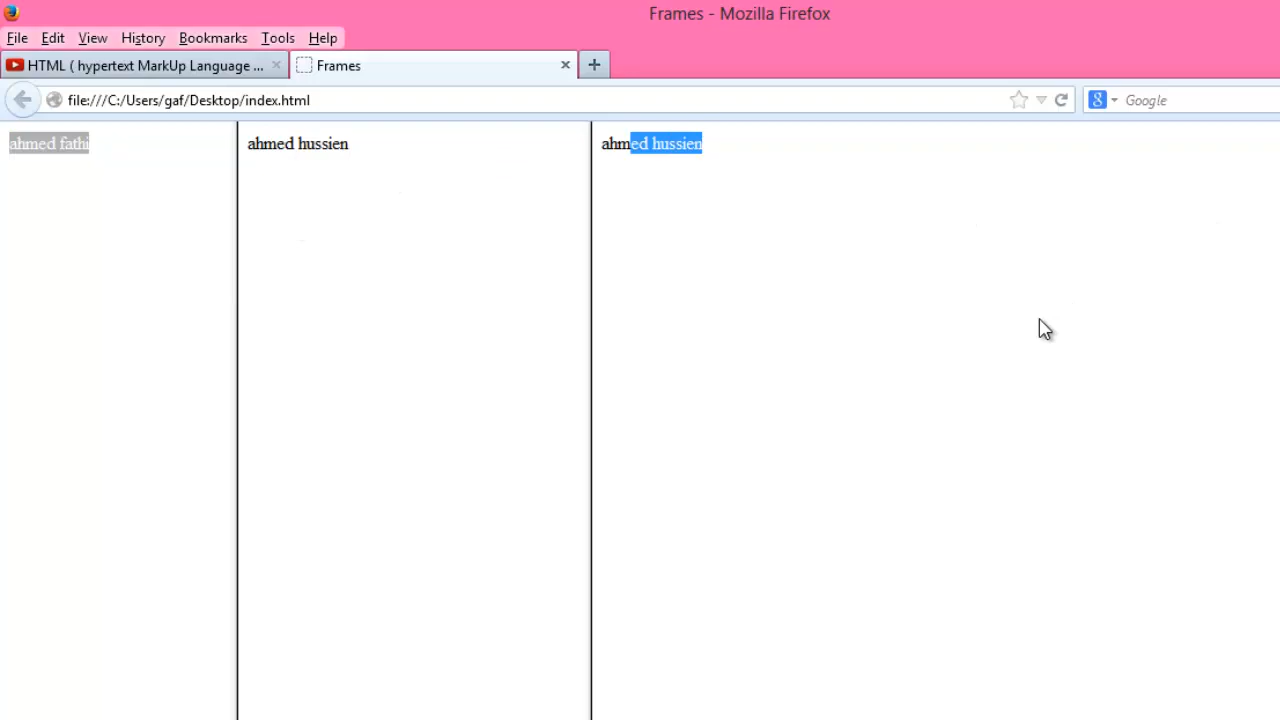 Frames - Mozilla Firefox
File Edit View History Bookmarks Tools Help
HTML ( hypertext MarkUp Language ... Frames
file:///C:/Users/gaf/Desktop/index.html Google
ahmed fathi ahmed hussien ahmed hussien